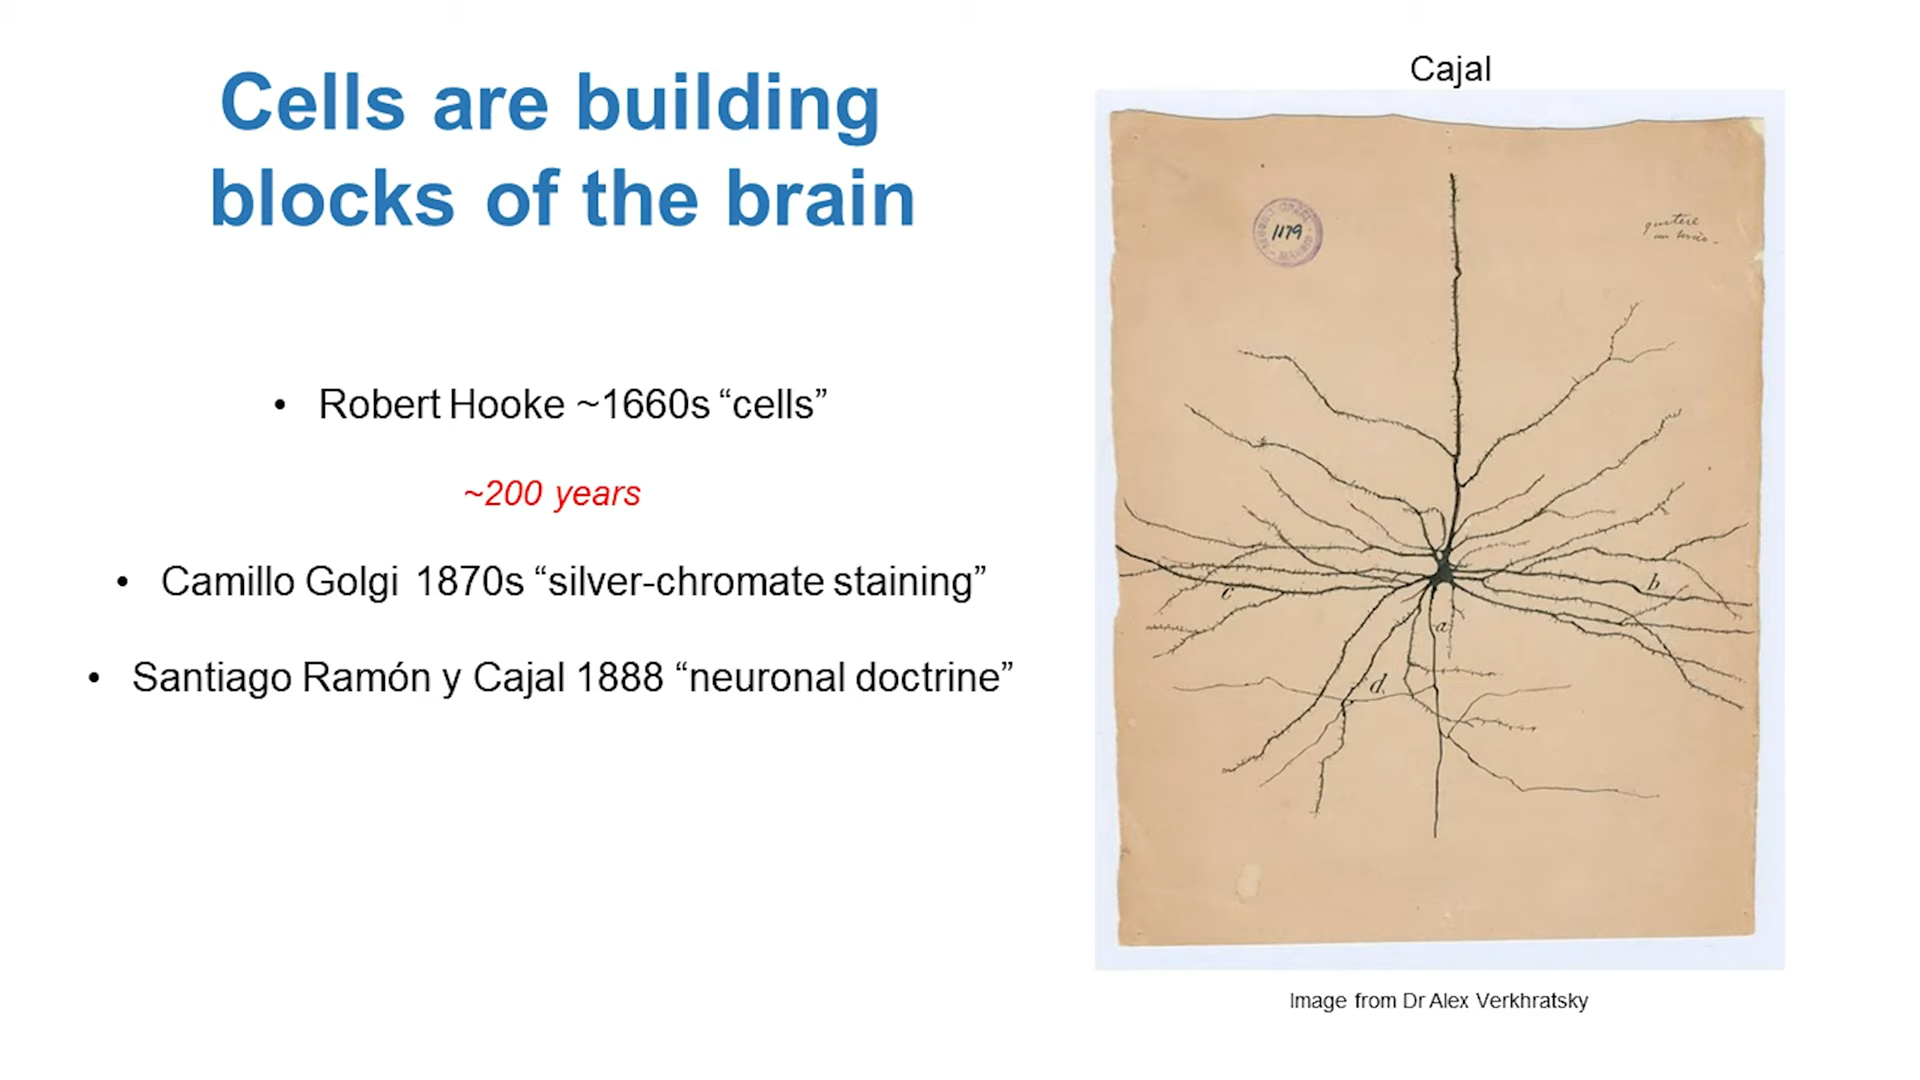 Cells are building
blocks of the brain
• Robert Hooke ~1660s “cells”
~200 years
• Camillo Golgi 1870s “silver-chromate staining”
• Santiago Ramón y Cajal 1888 “neuronal doctrine”
Cajal
1179
b
c
a
d.
Image from Dr Alex Verkhratsky